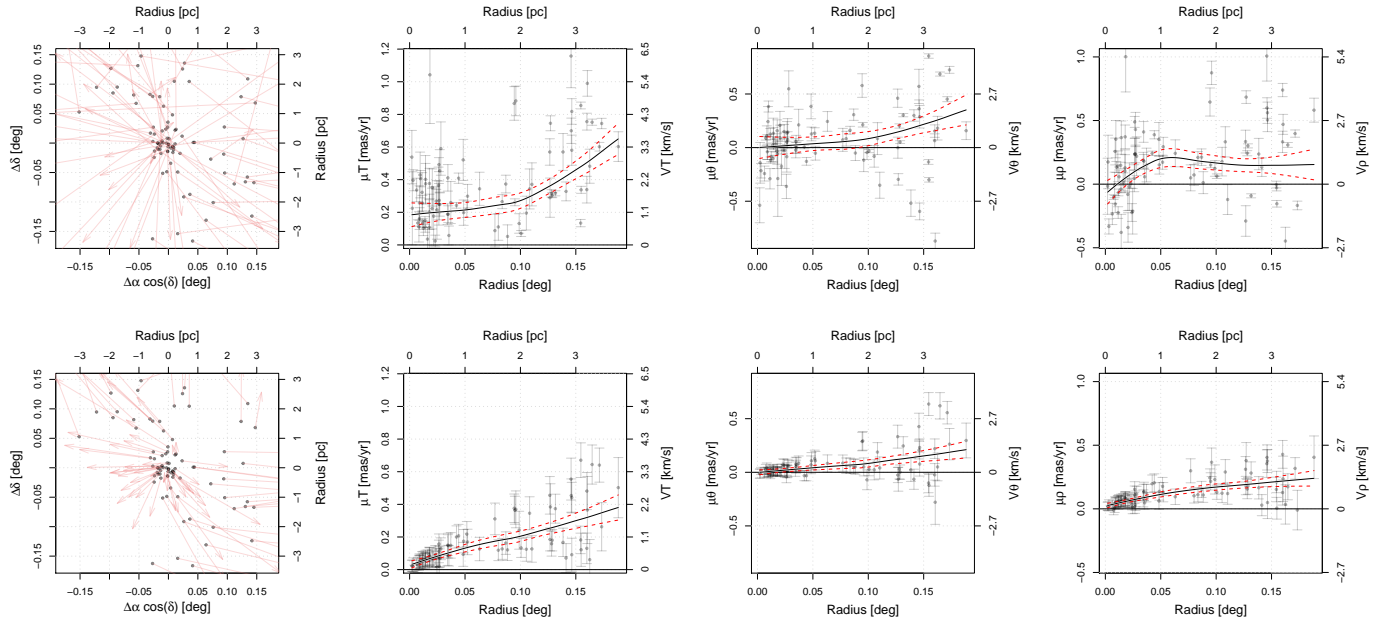 Radius [pc] Radius [pc] Radius [pc] Radius [pc]
−3 −2 −1 0 1 2 3 0 1 2 3 0 1 2 3 0 1 2 3
Δδ [deg]
0.15
0.10
0.05
0
−0.05
−0.15
3
2
1
0
−1
−2
−3
Radius [pc]
−0.15 −0.05 0 0.05 0.10 0.15
Δα cos(δ) [deg]
μT [mas/yr]
1.2
1.0
0.8
0.6
0.4
0.2
0.0
6.5
5.4
4.3
3.3
2.2
1.1
0
VT [km/s]
0.00 0.05 0.10 0.15
Radius [deg]
μθ [mas/yr]
0.5
0.0
−0.5
2.7
0
−2.7
Vθ [km/s]
0.00 0.05 0.10 0.15
Radius [deg]
μρ [mas/yr]
1.0
0.5
0.0
−0.5
5.4
2.7
0
−2.7
Vρ [km/s]
0.00 0.05 0.10 0.15
Radius [deg]
Radius [pc] Radius [pc] Radius [pc] Radius [pc]
−3 −2 −1 0 1 2 3 0 1 2 3 0 1 2 3 0 1 2 3
Δδ [deg]
0.15
0.10
0.05
0
−0.05
−0.15
3
2
1
0
−1
−2
−3
Radius [pc]
−0.15 −0.05 0 0.05 0.10 0.15
Δα cos(δ) [deg]
μT [mas/yr]
1.2
1.0
0.8
0.6
0.4
0.2
0.0
6.5
5.4
4.3
3.3
2.2
1.1
0
VT [km/s]
0.00 0.05 0.10 0.15
Radius [deg]
μθ [mas/yr]
0.5
0.0
−0.5
2.7
0
−2.7
Vθ [km/s]
0.00 0.05 0.10 0.15
Radius [deg]
μρ [mas/yr]
1.0
0.5
0.0
−0.5
5.4
2.7
0
−2.7
Vρ [km/s]
0.00 0.05 0.10 0.15
Radius [deg]